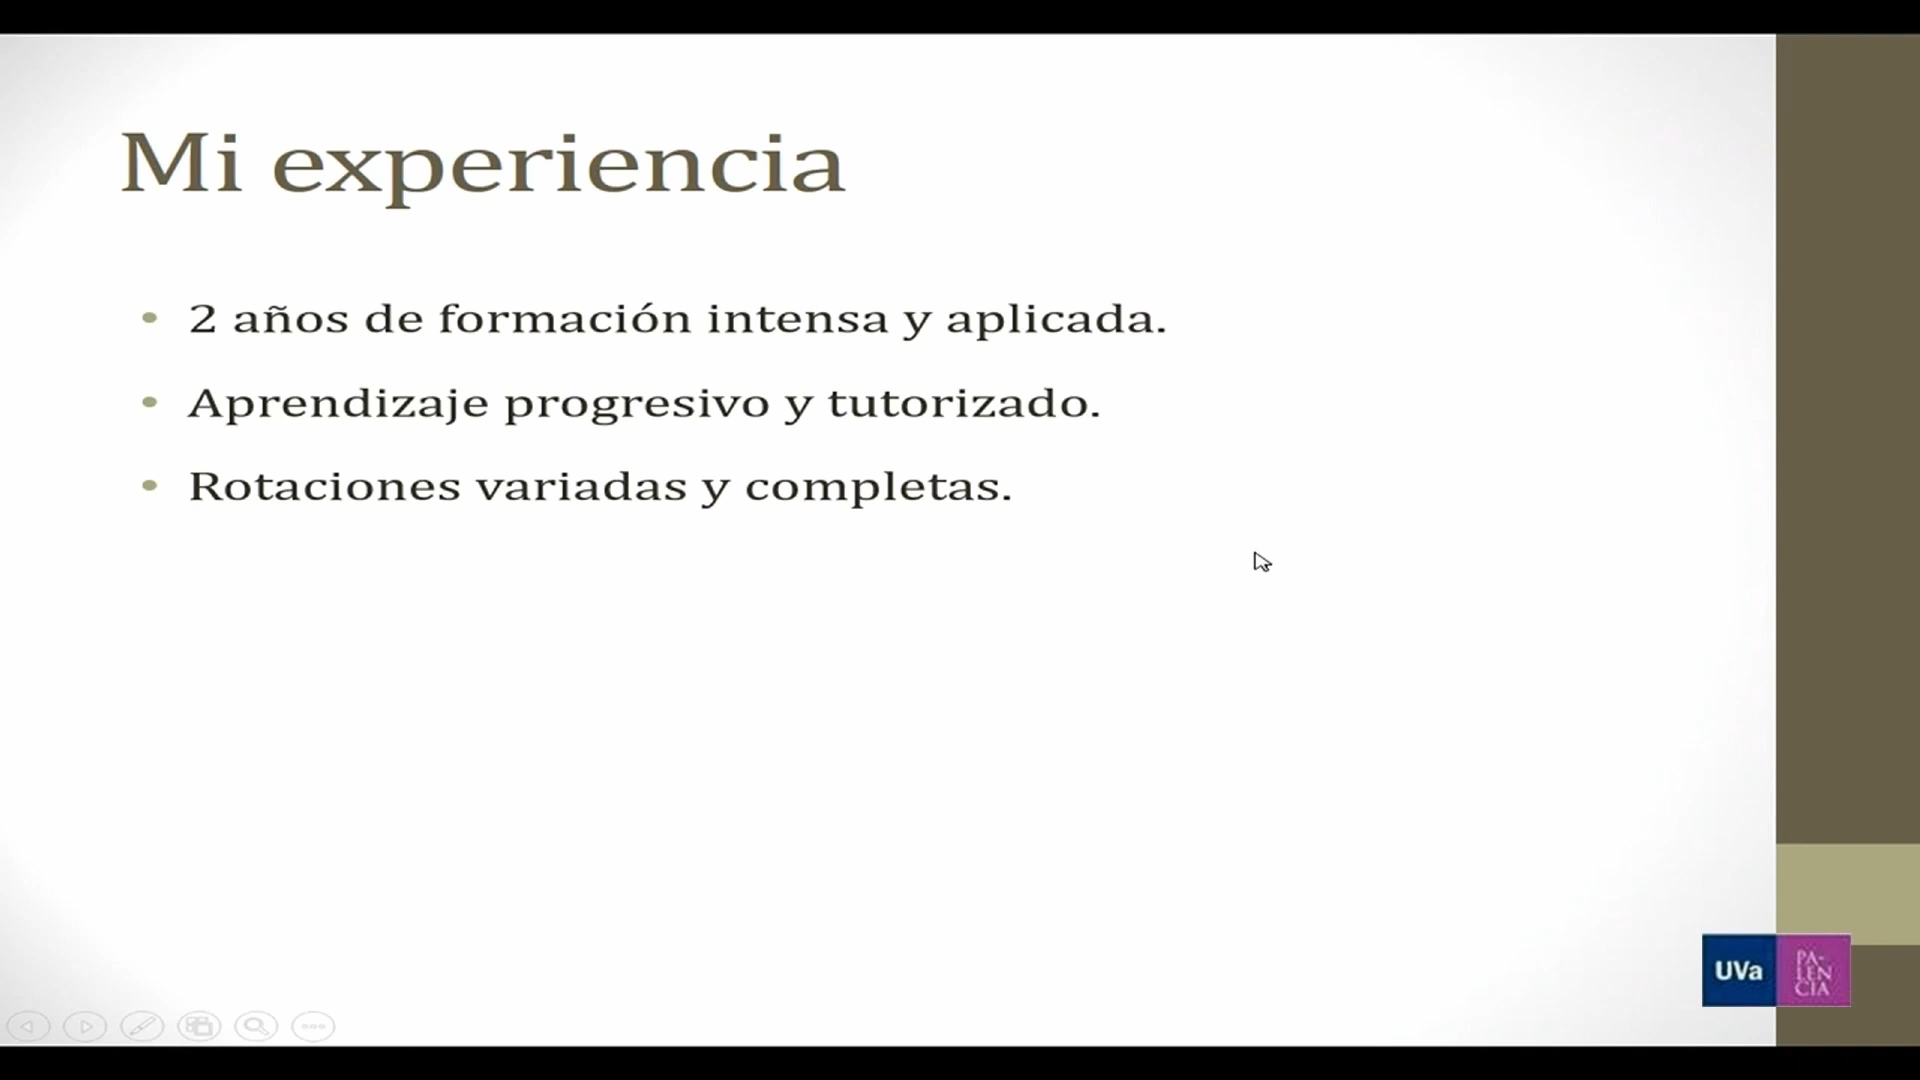 Mi experiencia
• 2 años de formación intensa y aplicada.
• Aprendizaje progresivo y tutorizado.
• Rotaciones variadas y completas.
UVa
PA-
LEN
CIA